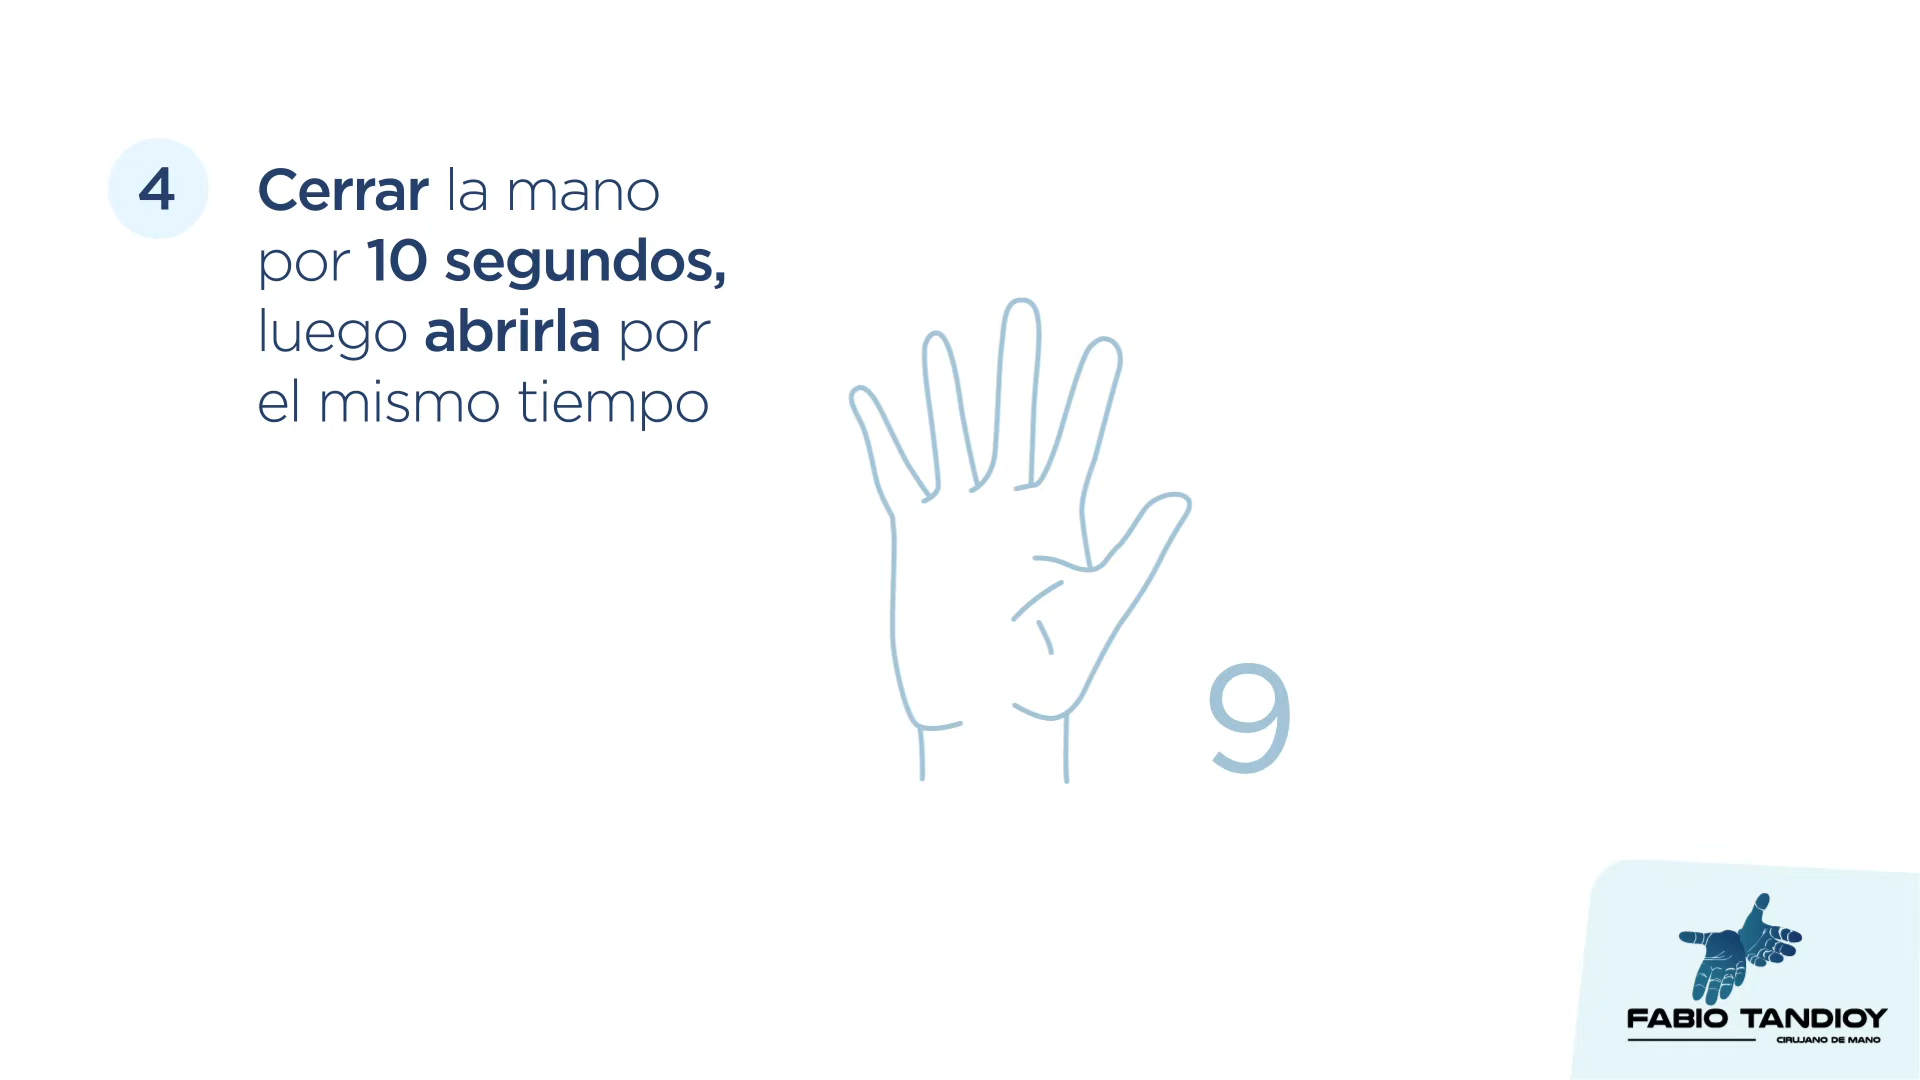 4
Cerrar la mano
por 10 segundos,
luego abrirla por
el mismo tiempo
9
FABIO TANDIOY
CIRUJANO DE MANO